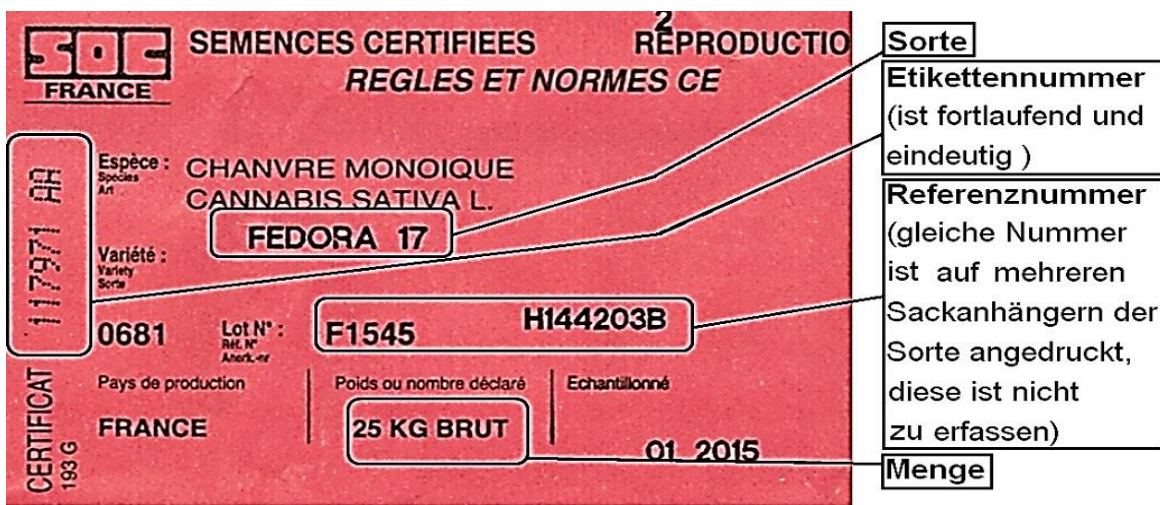 SOC
FRANCE
SEMENCES CERTIFIEES
2
REPRODUCTIO
REGLES ET NORMES CE
Espèce :
Species
Art
CHANVRE MONOIQUE
CANNABIS SATIVA L.
Variété :
Variety
Sorte
FEDORA 17
0681
Lot N° :
Réf. N°
Anerk.-nr
F1545 H144203B
Pays de production
FRANCE
Poids ou nombre déclaré
25 KG BRUT
Echantillonné
01 2015
CERTIFICAT
193 G
Sorte
Etikettennummer
(ist fortlaufend und
eindeutig )
Referenznummer
(gleiche Nummer
ist auf mehreren
Sackanhängern der
Sorte angedruckt,
diese ist nicht
zu erfassen)
Menge